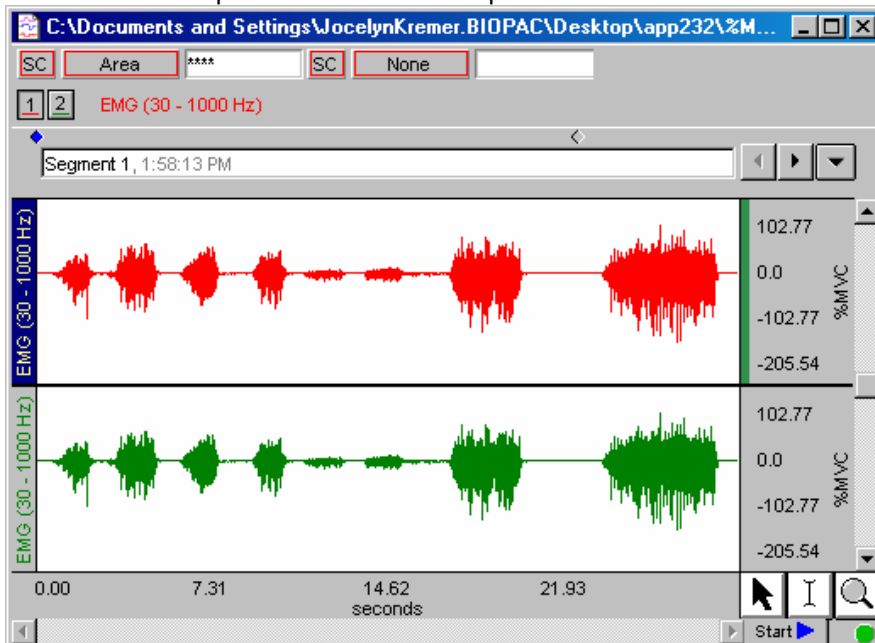 C:\Documents and Settings\JocelynKremer.BIOPAC\Desktop\app232\%M...
SC Area **** SC None
1 2 EMG (30 - 1000 Hz)
Segment 1, 1:58:13 PM
EMG (30 - 1000 Hz)
102.77
0.0
-102.77
-205.54
%MVC
EMG (30 - 1000 Hz)
102.77
0.0
-102.77
-205.54
%MVC
0.00 7.31 14.62 21.93
seconds
Start